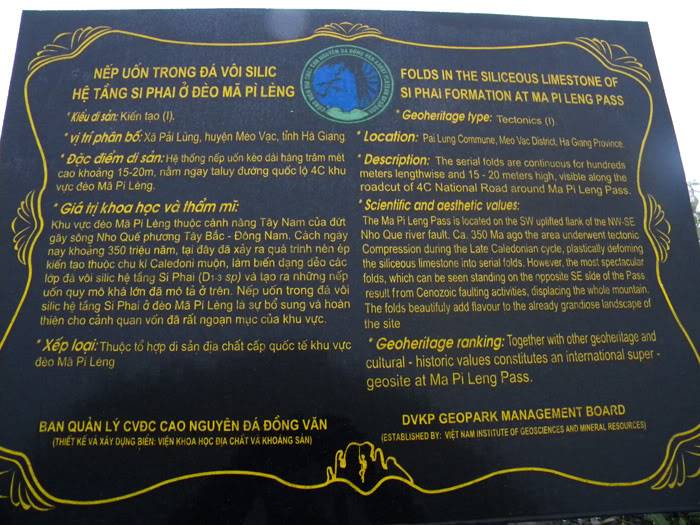 NẾP UỐN TRONG ĐÁ VÔI SILIC
HỆ TẦNG SI PHAI Ở ĐÈO MÃ PÌ LÈNG
* Kiểu di sản: Kiến tạo (I).
* vị trí phân bố: Xã Pải Lủng, huyện Mèo Vạc, tỉnh Hà Giang.
* Đặc điểm di sản: Hệ thống nếp uốn kéo dài hàng trăm mét
cao khoảng 15-20m, nằm ngay taluy đường quốc lộ 4C khu
vực đèo Mã Pì Lèng.
* Giá trị khoa học và thẩm mĩ:
Khu vực đèo Mã Pì Lèng thuộc cánh nâng Tây Nam của đứt
gãy sông Nho Quế phương Tây Bắc - Đông Nam. Cách ngày
nay khoảng 350 triệu năm, tại đây đã xảy ra quá trình nén ép
kiến tạo thuộc chu kì Caledoni muộn, làm biến dạng dẻo các
lớp đá vôi silic hệ tầng Si Phai (D1-3 sp) và tạo ra những nếp
uốn quy mô khá lớn đã mô tả ở trên. Nếp uốn trong đá vôi
silic hệ tầng Si Phai ở đèo Mã Pì Lèng là sự bổ sung và hoàn
thiện cho cảnh quan vốn đã rất ngoạn mục của khu vực.
* Xếp loại: Thuộc tổ hợp di sản địa chất cấp quốc tế khu vực
đèo Mã Pì Lèng
BAN QUẢN LÝ CVĐC CAO NGUYÊN ĐÁ ĐỒNG VĂN
(THIẾT KẾ VÀ XÂY DỰNG BIỂN: VIỆN KHOA HỌC ĐỊA CHẤT VÀ KHOÁNG SẢN)
FOLDS IN THE SILICEOUS LIMESTONE OF
SI PHAI FORMATION AT MA PI LENG PASS
* Geoheritage type: Tectonics (I).
* Location: Pai Lung Commune, Meo Vac District, Ha Giang Province.
* Description: The serial folds are continuous for hundreds
meters lengthwise and 15 - 20 meters high, visible along the
roadcut of 4C National Road around Ma Pi Leng Pass.
* Scientific and aesthetic values:
The Ma Pi Leng Pass is located on the SW uplifted flank of the NW-SE
Nho Que river fault. Ca. 350 Ma ago the area underwent tectonic
Compression during the Late Caledonian cycle, plastically defoming
the siliceous limestone into serial folds. However, the most spectacular
folds, which can be seen standing on the opposite SE side of the Pass
result from Cenozoic faulting activities, displacing the whole mountain.
The folds beautifuly add flavour to the already grandiose landscape of
the site
* Geoheritage ranking: Together with other geoheritage and
cultural - historic values constitutes an international super -
geosite at Ma Pi Leng Pass.
DVKP GEOPARK MANAGEMENT BOARD
(ESTABLISHED BY: VIỆT NAM INSTITUTE OF GEOSCIENCES AND MINERAL RESOURCES)